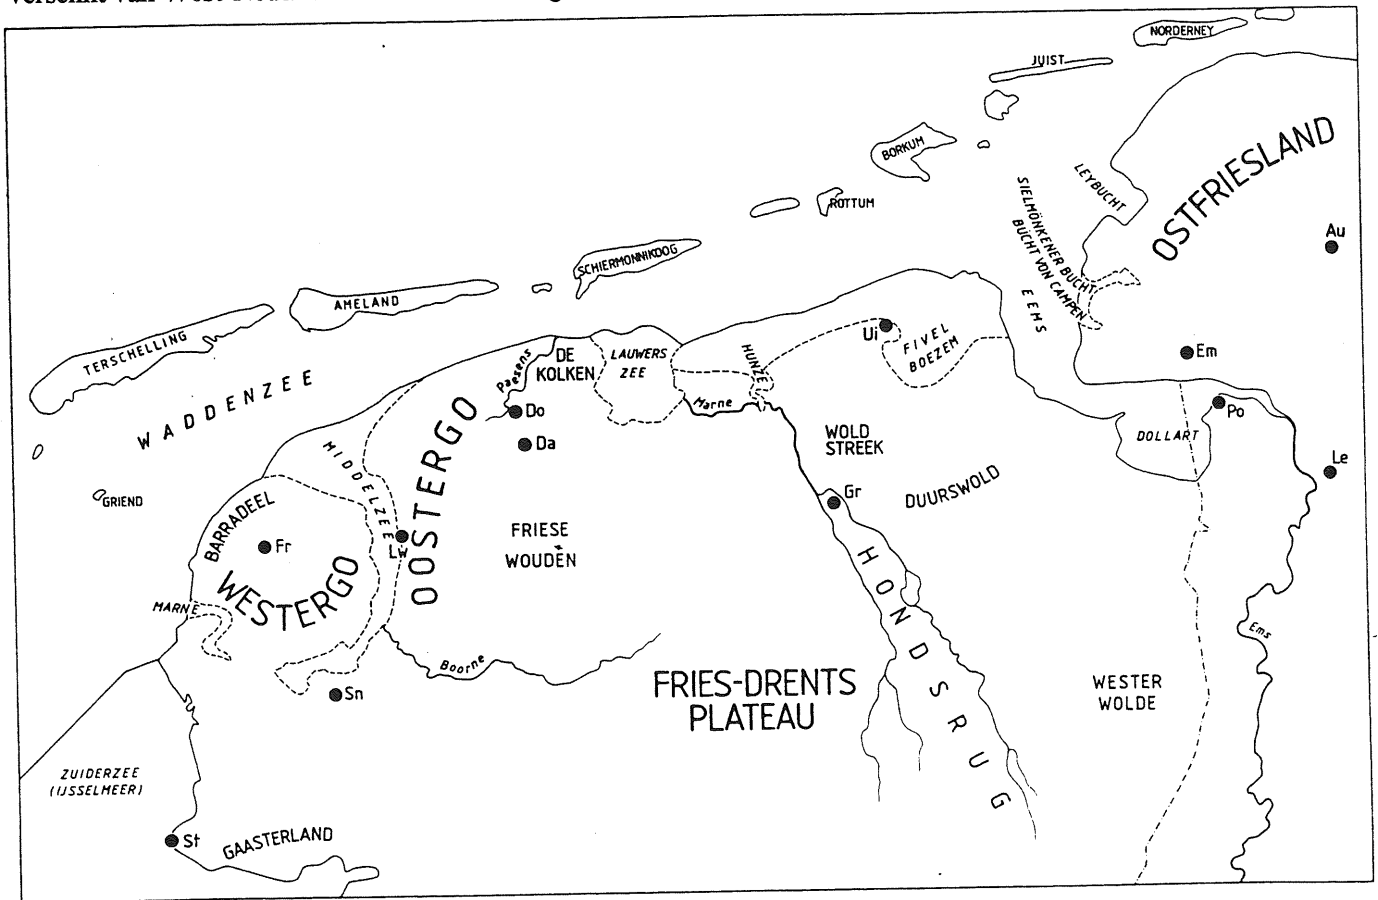 NORDERNEY
JUIST
BORKUM
ROTTUM
SCHIERMONNIKOOG
AMELAND
TERSCHELLING
WADDENZEE
GRIEND
OSTFRIESLAND
LEYBUCHT
SIELMÖNKENER BUCHT
BUCHT VON CAMPEN
EEMS
Au
Em
Po
Le
DOLLART
Ems
Ui
FIVEL
BOEZEM
HUNZE
Marne
LAUWERS
ZEE
DE
KOLKEN
Paesens
Do
Da
OOSTERGO
MIDDELZEE
Lw
BARRADEEL
Fr
WESTERGO
MARNE
Sn
Boorne
FRIESE
WOUDEN
WOLD
STREEK
DUURSWOLD
Gr
HONDSRUG
FRIES-DRENTS
PLATEAU
WESTER
WOLDE
ZUIDERZEE
(IJSSELMEER)
St
GAASTERLAND